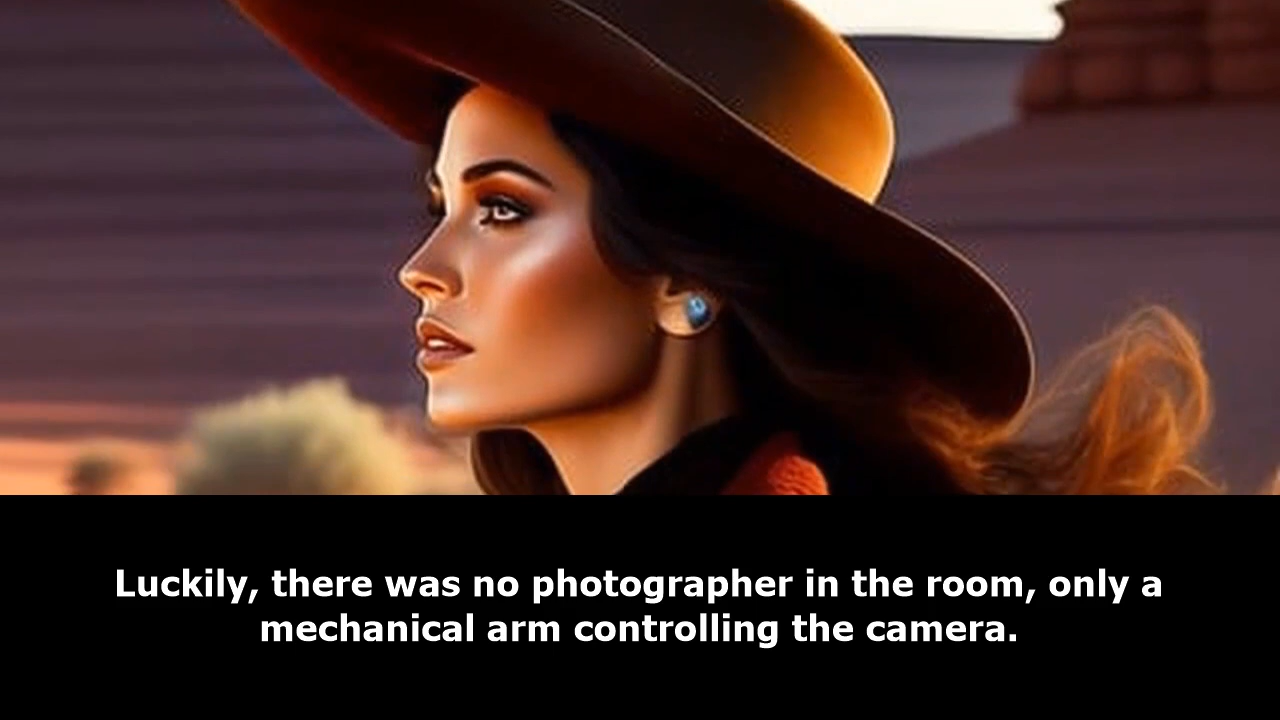 Luckily, there was no photographer in the room, only a
mechanical arm controlling the camera.